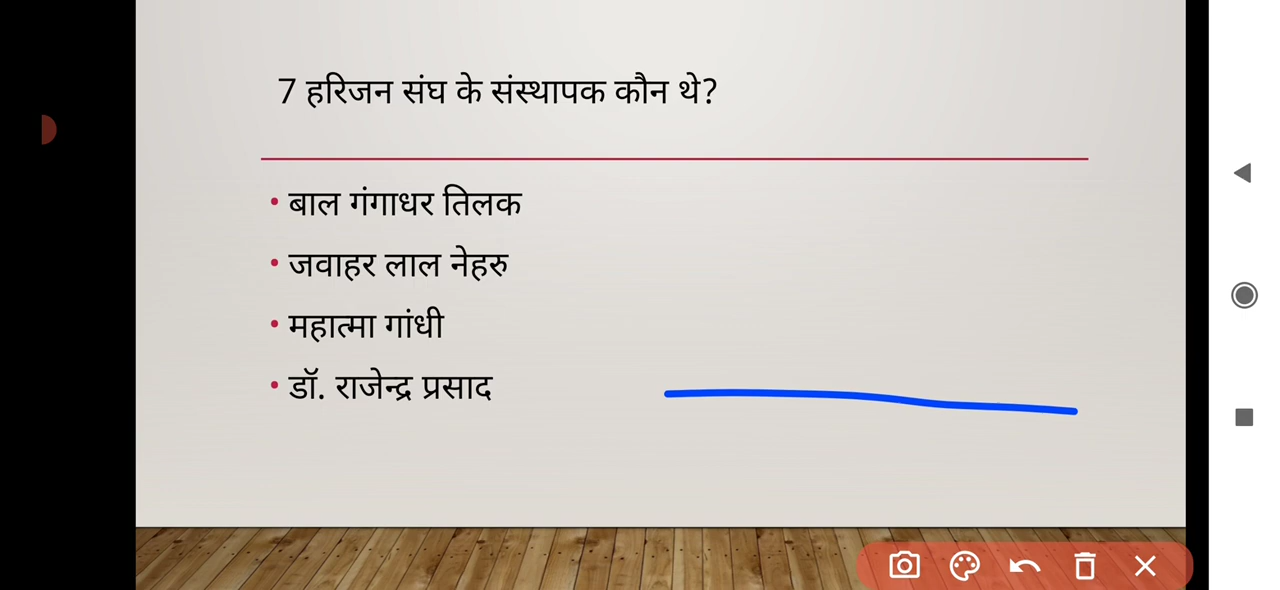 7 हरिजन संघ के संस्थापक कौन थे?
• बाल गंगाधर तिलक
• जवाहर लाल नेहरु
• महात्मा गांधी
• डॉ. राजेन्द्र प्रसाद